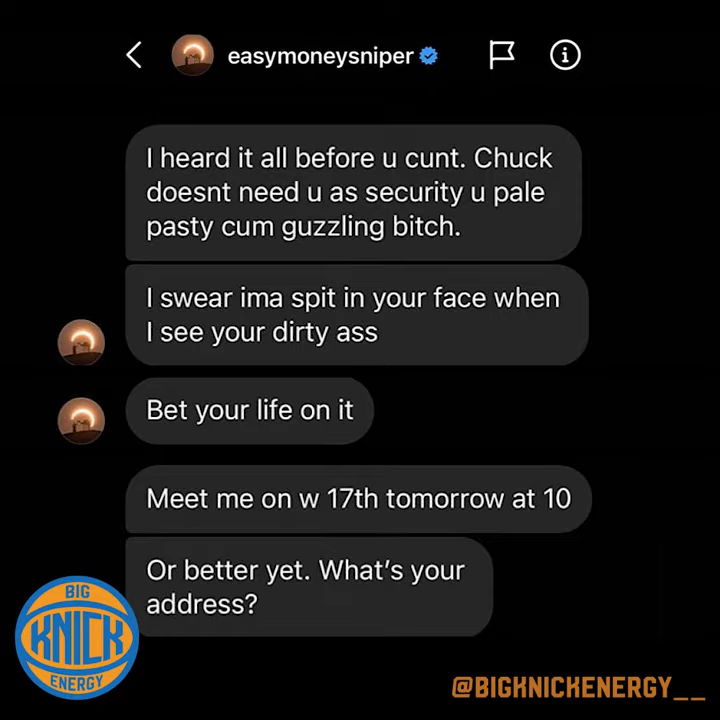 easymoneysniper
I heard it all before u cunt. Chuck
doesnt need u as security u pale
pasty cum guzzling bitch.
I swear ima spit in your face when
I see your dirty ass
Bet your life on it
Meet me on w 17th tomorrow at 10
Or better yet. What's your
address?
BIG
KNICK
ENERGY
@BIGKNICKENERGY__